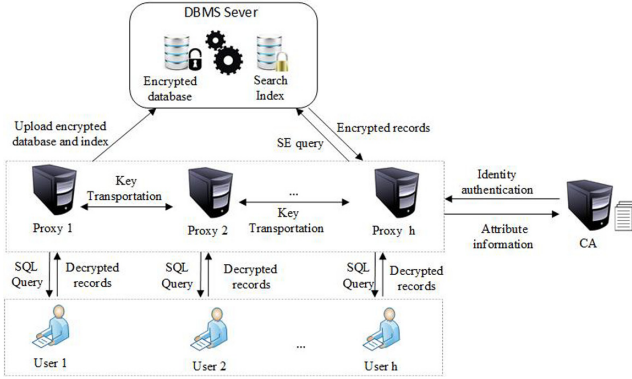 DBMS Sever
Encrypted
database
Search
Index
Upload encrypted
database and index
SE query
Encrypted records
Key
Transportation
...
Key
Transportation
Identity
authentication
Proxy 1
Proxy 2
Proxy h
Attribute
information
CA
SQL
Query
Decrypted
records
SQL
Query
Decrypted
records
SQL
Query
Decrypted
records
User 1
User 2
...
User h